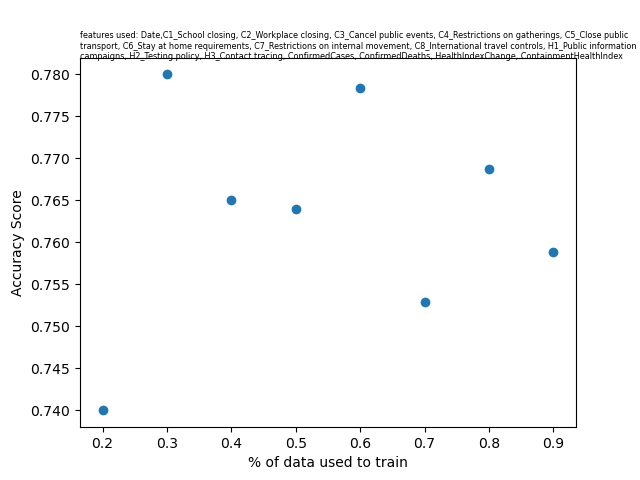 features used: Date,C1_School closing, C2_Workplace closing, C3_Cancel public events, C4_Restrictions on gatherings, C5_Close public
transport, C6_Stay at home requirements, C7_Restrictions on internal movement, C8_International travel controls, H1_Public information
campaigns, H2_Testing policy, H3_Contact tracing, ConfirmedCases, ConfirmedDeaths, HealthIndexChange, ContainmentHealthIndex
0.780
0.775
0.770
0.765
0.760
0.755
0.750
0.745
0.740
Accuracy Score
0.2 0.3 0.4 0.5 0.6 0.7 0.8 0.9
% of data used to train